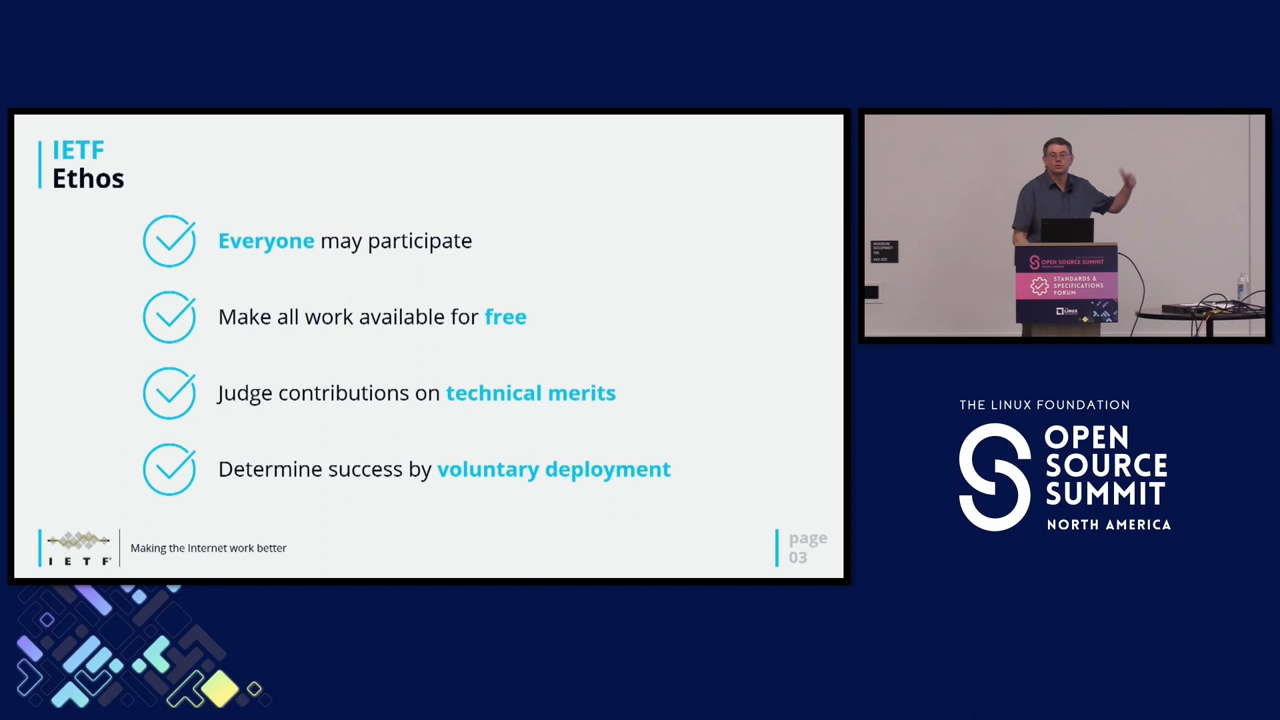 IETF
Ethos
Everyone may participate
Make all work available for free
Judge contributions on technical merits
Determine success by voluntary deployment
IETF
Making the Internet work better
page
03
OPEN SOURCE SUMMIT
STANDARDS &
SPECIFICATIONS
FORUM
LINUX
THE LINUX FOUNDATION
OPEN
SOURCE
SUMMIT
NORTH AMERICA